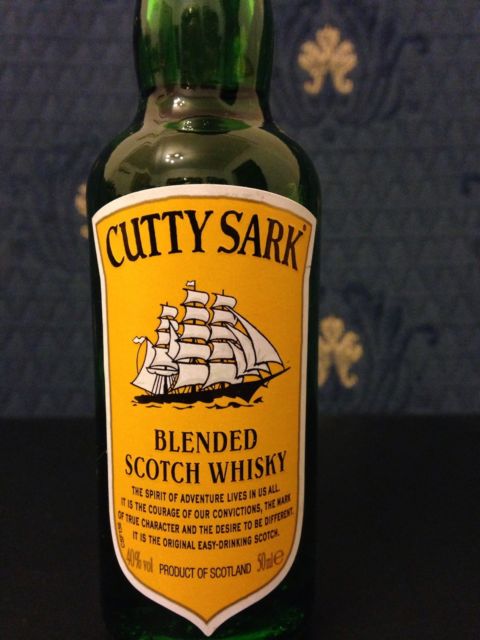 CUTTY SARK®
BLENDED
SCOTCH WHISKY
THE SPIRIT OF ADVENTURE LIVES IN US ALL.
IT IS THE COURAGE OF OUR CONVICTIONS, THE MARK
OF TRUE CHARACTER AND THE DESIRE TO BE DIFFERENT.
IT IS THE ORIGINAL EASY-DRINKING SCOTCH.
40% vol PRODUCT OF SCOTLAND 50ml℮